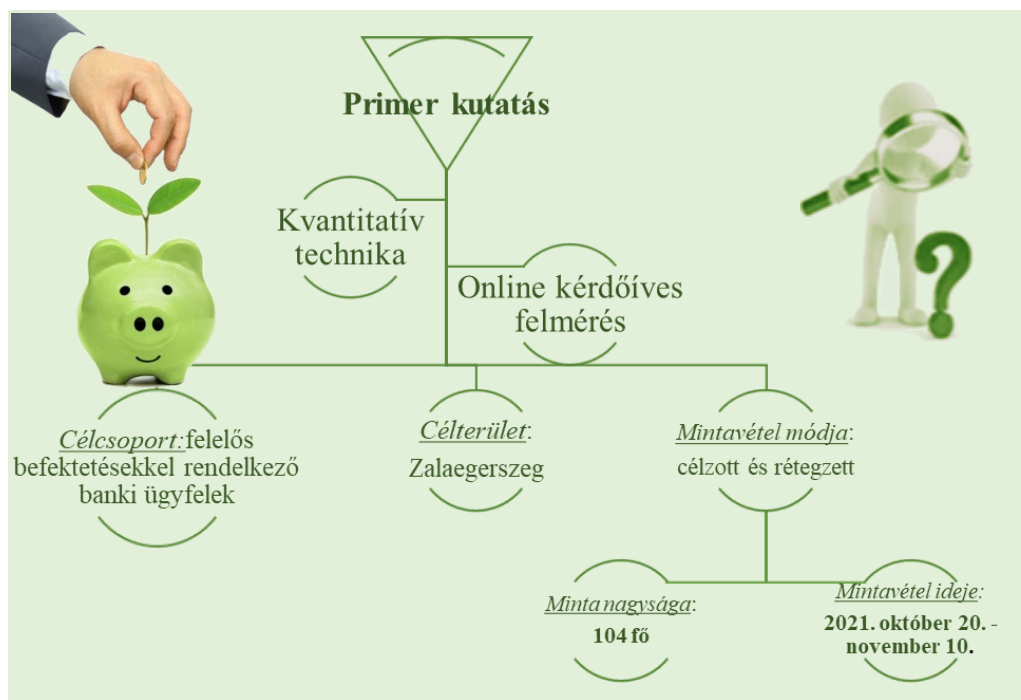 Primer kutatás
Kvantitatív
technika
Online kérdőíves
felmérés
Célcsoport:felelős
befektetésekkel rendelkező
banki ügyfelek
Célterület:
Zalaegerszeg
Mintavétel módja:
célzott és rétegzett
Minta nagysága:
104 fő
Mintavétel ideje:
2021. október 20. -
november 10.